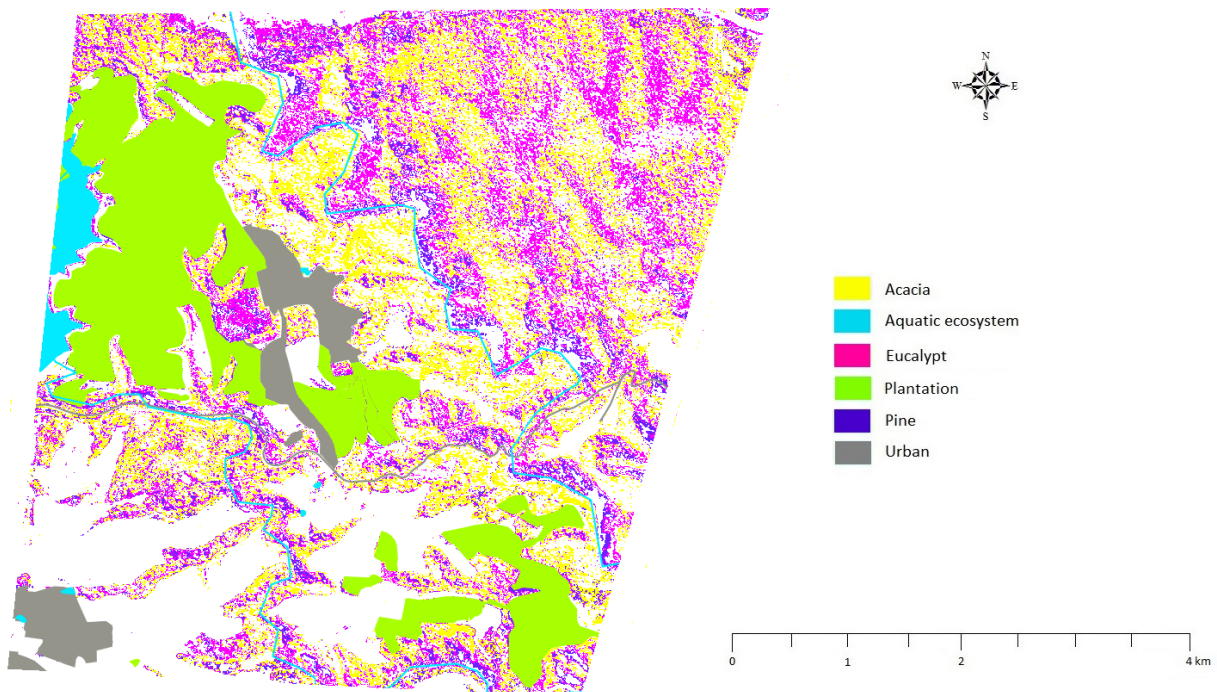 N
W E
S
Acacia
Aquatic ecosystem
Eucalypt
Plantation
Pine
Urban
0 1 2 4 km